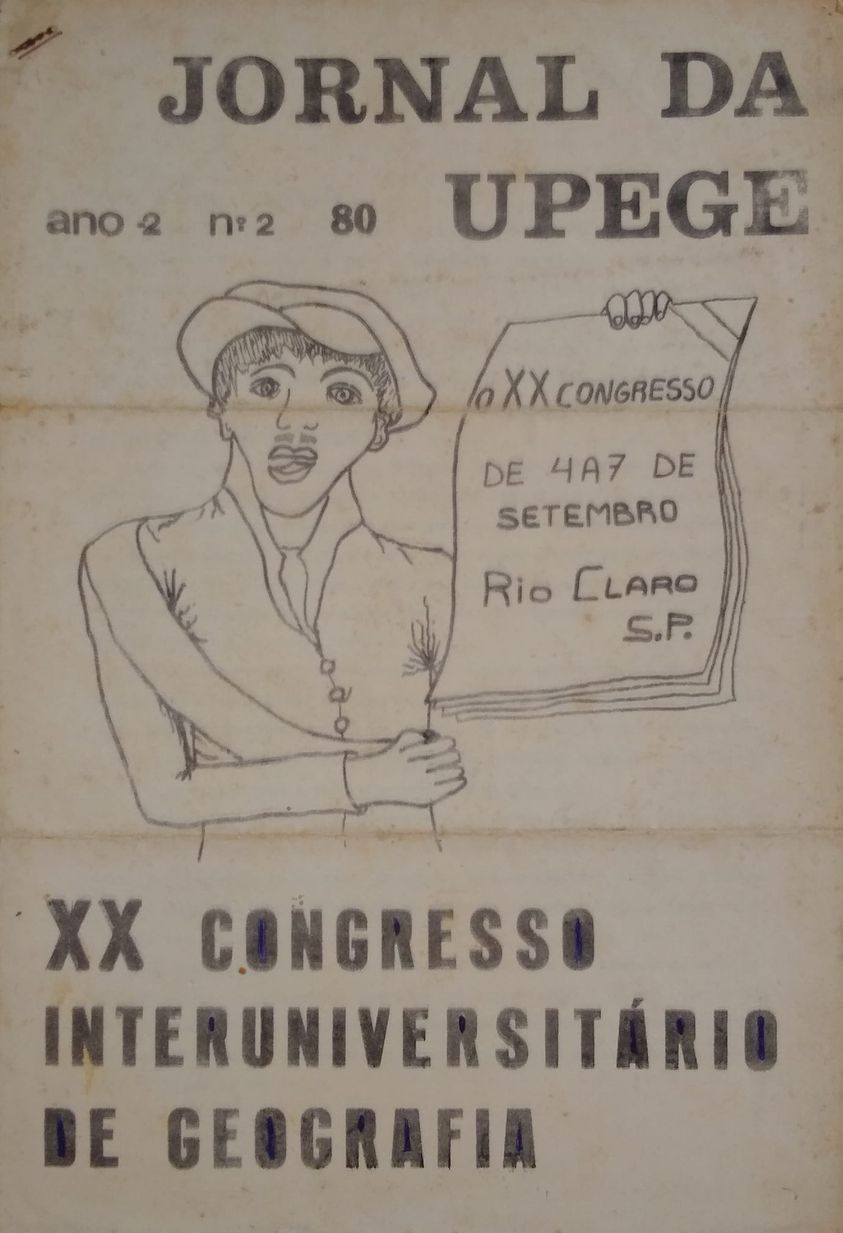 JORNAL DA
UPEGE
ano 2 nº 2 80
O XX CONGRESSO
DE 4 A 7 DE
SETEMBRO
RIO CLARO
S.P.
XX CONGRESSO
INTERUNIVERSITÁRIO
DE GEOGRAFIA